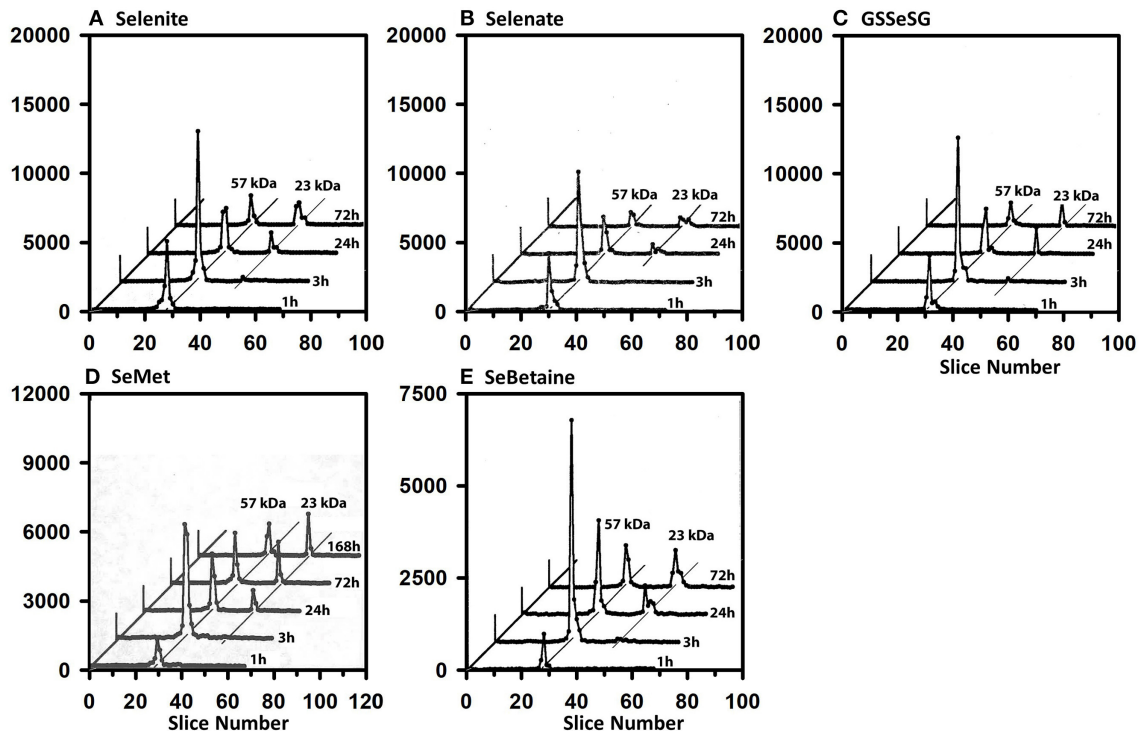 A Selenite
B Selenate
C GSSeSG
20000
15000
10000
5000
0
57 kDa
23 kDa
72h
24h
3h
1h
0 20 40 60 80 100
20000
15000
10000
5000
0
57 kDa
23 kDa
72h
24h
3h
1h
0 20 40 60 80 100
20000
15000
10000
5000
0
57 kDa
23 kDa
72h
24h
3h
1h
0 20 40 60 80 100
Slice Number
D SeMet
E SeBetaine
12000
9000
6000
3000
0
57 kDa
23 kDa
168h
72h
24h
3h
1h
0 20 40 60 80 100 120
Slice Number
7500
5000
2500
0
57 kDa
23 kDa
72h
24h
3h
1h
0 20 40 60 80 100
Slice Number